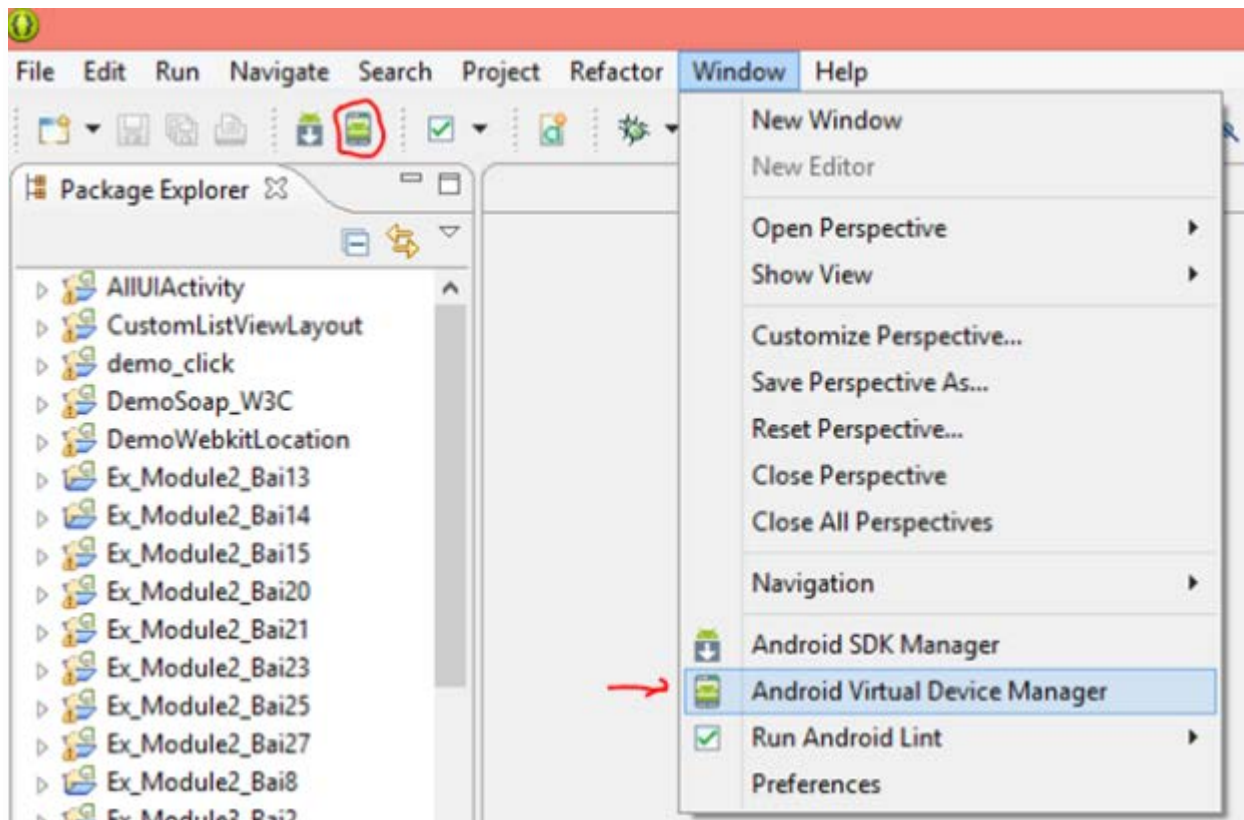 File Edit Run Navigate Search Project Refactor Window Help
Package Explorer
AllUIActivity
CustomListViewLayout
demo_click
DemoSoap_W3C
DemoWebkitLocation
Ex_Module2_Bai13
Ex_Module2_Bai14
Ex_Module2_Bai15
Ex_Module2_Bai20
Ex_Module2_Bai21
Ex_Module2_Bai23
Ex_Module2_Bai25
Ex_Module2_Bai27
Ex_Module2_Bai8
New Window
New Editor
Open Perspective
Show View
Customize Perspective...
Save Perspective As...
Reset Perspective...
Close Perspective
Close All Perspectives
Navigation
Android SDK Manager
Android Virtual Device Manager
Run Android Lint
Preferences